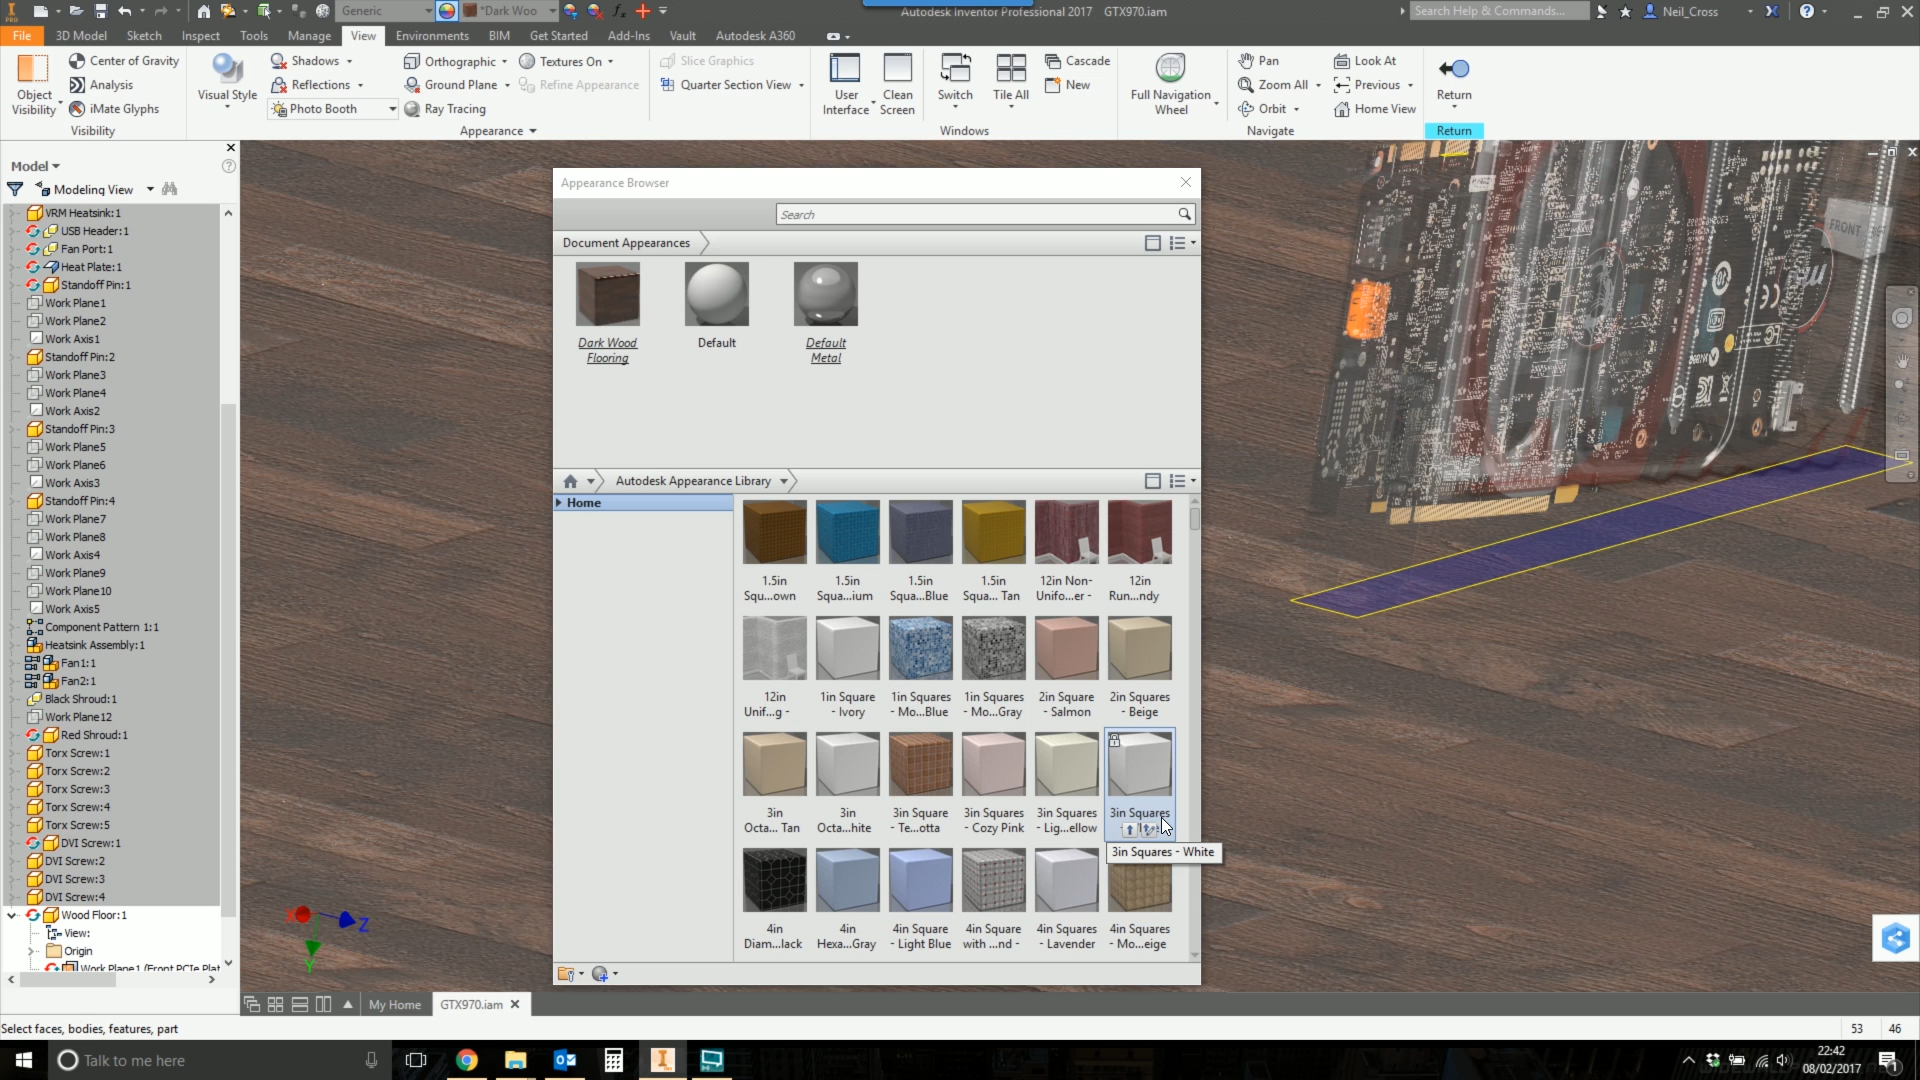 Generic
*Dark Woo
Autodesk Inventor Professional 2017 GTX970.iam
Search Help & Commands...
Neil_Cross
File
3D Model
Sketch
Inspect
Tools
Manage
View
Environments
BIM
Get Started
Add-Ins
Vault
Autodesk A360
Object
Visibility
Center of Gravity
Analysis
iMate Glyphs
Visibility
Visual Style
Shadows
Reflections
Photo Booth
Orthographic
Ground Plane
Ray Tracing
Textures On
Refine Appearance
Appearance
Slice Graphics
Quarter Section View
User
Interface
Clean
Screen
Switch
Tile All
Cascade
New
Windows
Full Navigation
Wheel
Pan
Zoom All
Orbit
Look At
Previous
Home View
Navigate
Return
Return
Model
Modeling View
VRM Heatsink:1
USB Header:1
Fan Port:1
Heat Plate:1
Standoff Pin:1
Work Plane1
Work Plane2
Work Axis1
Standoff Pin:2
Work Plane3
Work Plane4
Work Axis2
Standoff Pin:3
Work Plane5
Work Plane6
Work Axis3
Standoff Pin:4
Work Plane7
Work Plane8
Work Axis4
Work Plane9
Work Plane10
Work Axis5
Component Pattern 1:1
Heatsink Assembly:1
Fan1:1
Fan2:1
Black Shroud:1
Work Plane12
Red Shroud:1
Torx Screw:1
Torx Screw:2
Torx Screw:3
Torx Screw:4
Torx Screw:5
DVI Screw:1
DVI Screw:2
DVI Screw:3
DVI Screw:4
Wood Floor:1
View:
Origin
Work Plane1 (Front PCIe Plat
Appearance Browser
Search
Document Appearances
Dark Wood
Flooring
Default
Default
Metal
Autodesk Appearance Library
Home
1.5in
Squ...own
1.5in
Squa...ium
1.5in
Squa...Blue
1.5in
Squa... Tan
12in Non-
Unifo...er -
12in
Run...ndy
12in
Unif...g -
1in Square
- Ivory
1in Squares
- Mo...Blue
1in Squares
- Mo...Gray
2in Square
- Salmon
2in Squares
- Beige
3in
Octa... Tan
3in
Octa...hite
3in Square
- Te...otta
3in Squares
- Cozy Pink
3in Squares
- Lig...ellow
3in Squares
3in Squares - White
4in
Diam...lack
4in
Hexa...Gray
4in Square
- Light Blue
4in Square
with ...nd -
4in Squares
- Lavender
4in Squares
- Mo...eige
FRONT
X
Z
Y
My Home
GTX970.iam
Select faces, bodies, features, part
53
46
Talk to me here
22:42
08/02/2017